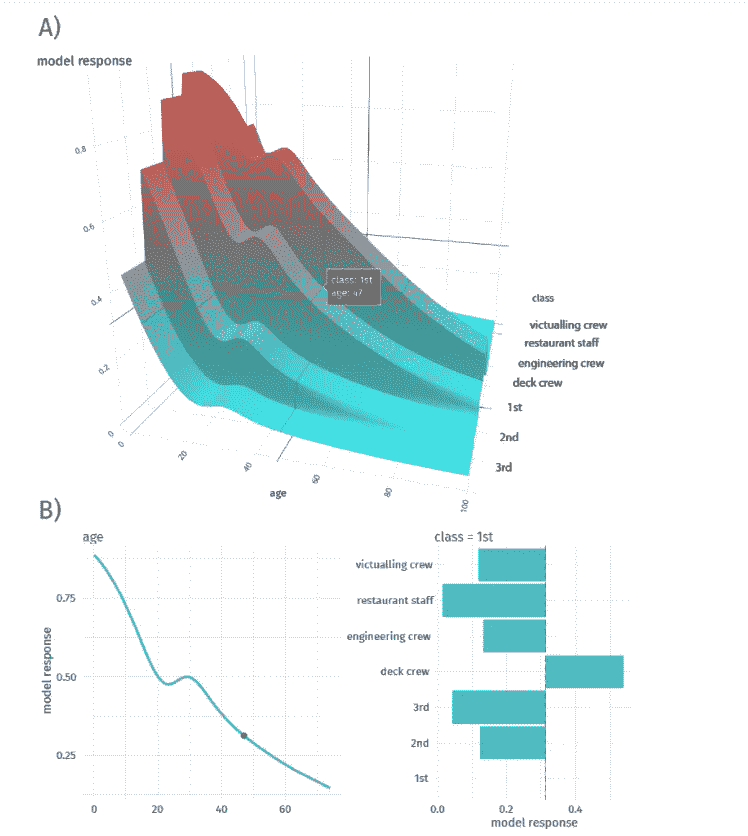 A)
model response
0.8
0.6
0.4
0.2
0
0
20
40
60
80
100
age
class: 1st
age: 47
class
victualling crew
restaurant staff
engineering crew
deck crew
1st
2nd
3rd
B)
age
class = 1st
model response
0.75
0.50
0.25
0
20
40
60
victualling crew
restaurant staff
engineering crew
deck crew
3rd
2nd
1st
0.0
0.2
0.4
model response